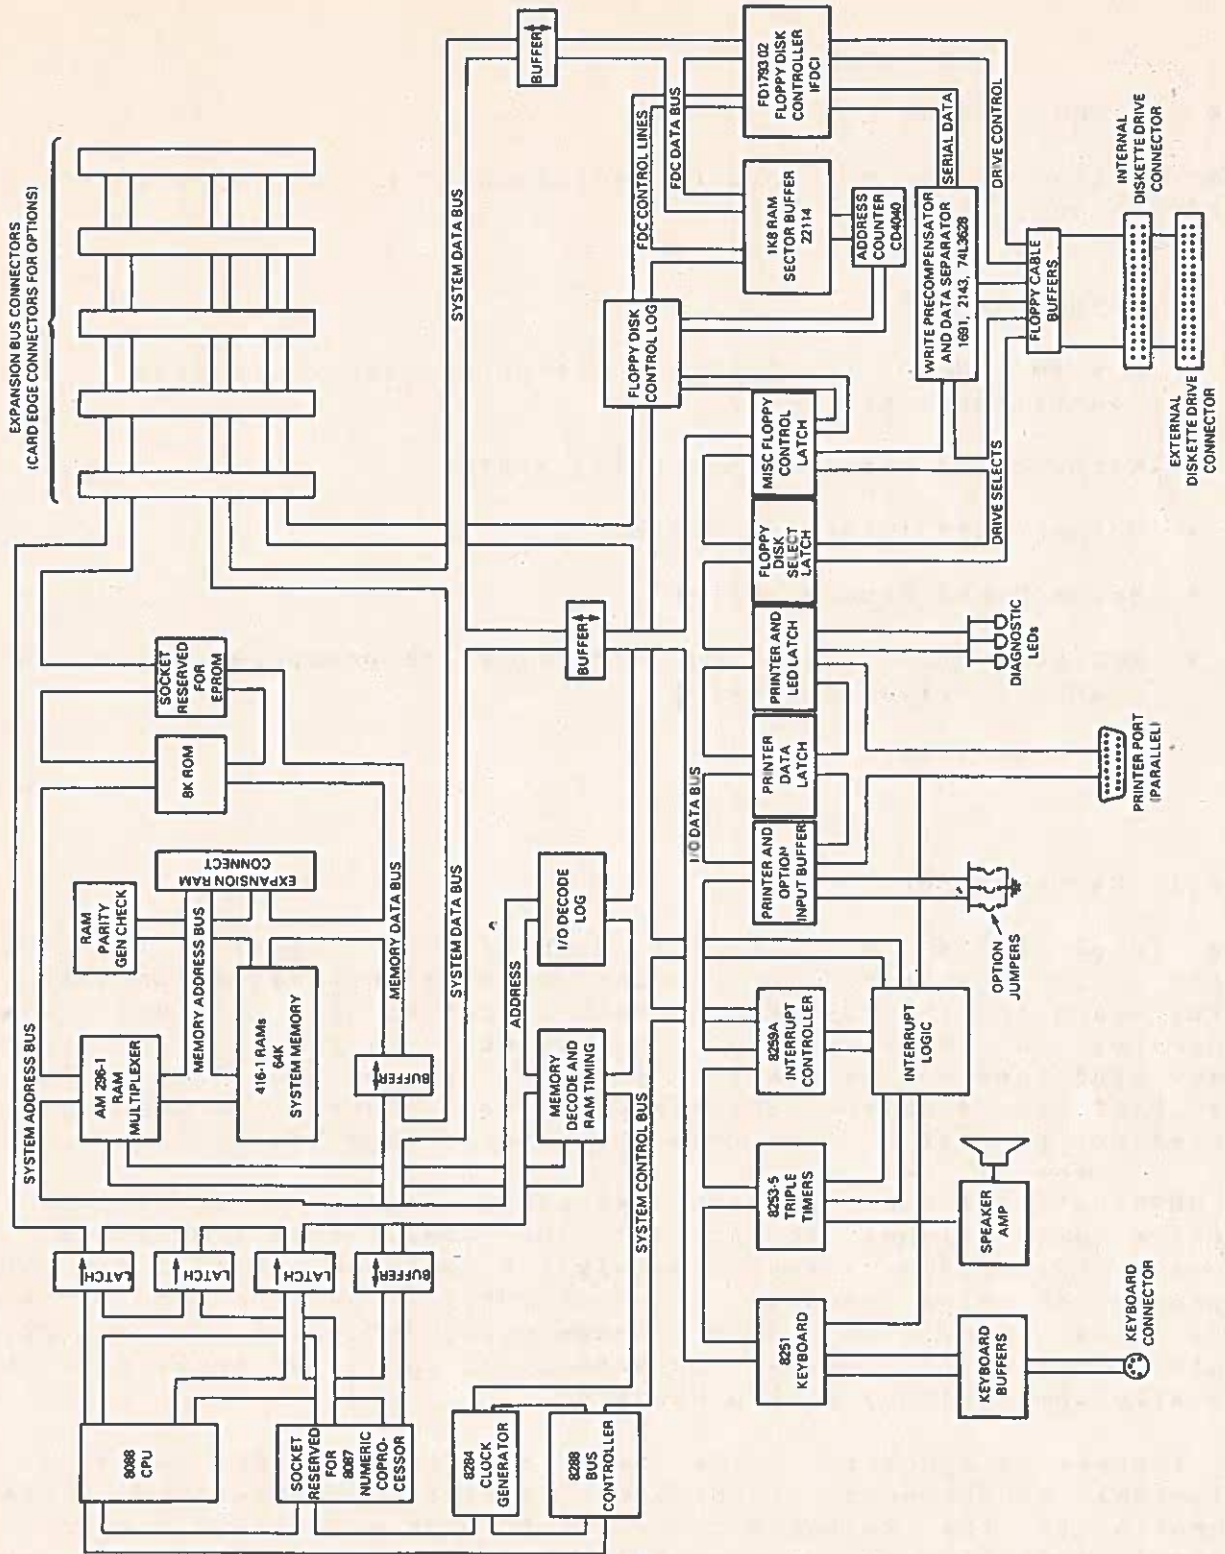 EXPANSION BUS CONNECTORS
(CARD EDGE CONNECTORS FOR OPTIONS)
SYSTEM ADDRESS BUS
LATCH
LATCH
LATCH
BUFFER
8088
CPU
SOCKET
RESERVED
FOR
8087
NUMERIC
COPRO-
CESSOR
8284
CLOCK
GENERATOR
8288
BUS
CONTROLLER
AM 296-1
RAM
MULTIPLEXER
RAM
PARITY
GEN CHECK
MEMORY ADDRESS BUS
416-1 RAMs
64K
SYSTEM MEMORY
EXPANSION RAM
CONNECT
8K ROM
SOCKET
RESERVED
FOR
EPROM
BUFFER
MEMORY DATA BUS
SYSTEM DATA BUS
SYSTEM DATA BUS
BUFFER
BUFFER
ADDRESS
MEMORY
DECODE AND
RAM TIMING
I/O DECODE
LOG
SYSTEM CONTROL BUS
I/O DATA BUS
FLOPPY DISK
CONTROL LOG
FDC CONTROL LINES
FDC DATA BUS
8251
KEYBOARD
8253-5
TRIPLE
TIMERS
8259A
INTERRUPT
CONTROLLER
PRINTER AND
OPTION
INPUT BUFFER
PRINTER
DATA
LATCH
PRINTER AND
LED LATCH
FLOPPY
DISK
SELECT
LATCH
MISC FLOPPY
CONTROL
LATCH
1K8 RAM
SECTOR BUFFER
22114
FD1793 02
FLOPPY DISK
CONTROLLER
(FDC)
ADDRESS
COUNTER
CD4040
INTERRUPT
LOGIC
WRITE PRECOMPENSATOR
AND DATA SEPARATOR
1691, 2143, 74L3628
SERIAL DATA
DRIVE CONTROL
DRIVE SELECTS
KEYBOARD
BUFFERS
SPEAKER
AMP
OPTION
JUMPERS
DIAGNOSTIC
LEDs
FLOPPY CABLE
BUFFERS
KEYBOARD
CONNECTOR
PRINTER PORT
(PARALLEL)
INTERNAL
DISKETTE DRIVE
CONNECTOR
EXTERNAL
DISKETTE DRIVE
CONNECTOR